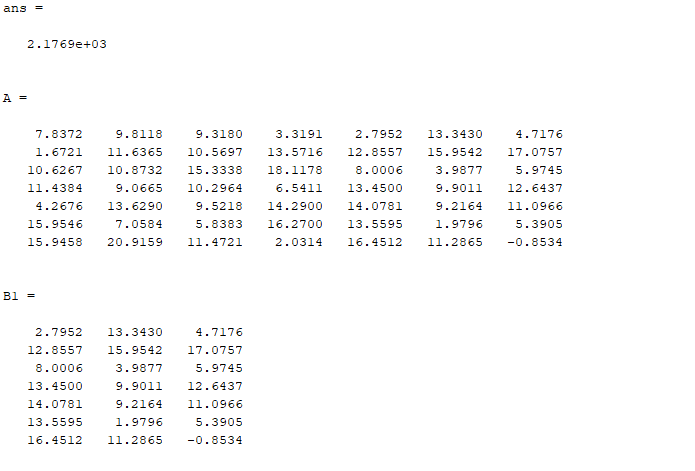 ans =
2.1769e+03
A =
7.8372 9.8118 9.3180 3.3191 2.7952 13.3430 4.7176
1.6721 11.6365 10.5697 13.5716 12.8557 15.9542 17.0757
10.6267 10.8732 15.3338 18.1178 8.0006 3.9877 5.9745
11.4384 9.0665 10.2964 6.5411 13.4500 9.9011 12.6437
4.2676 13.6290 9.5218 14.2900 14.0781 9.2164 11.0966
15.9546 7.0584 5.8383 16.2700 13.5595 1.9796 5.3905
15.9458 20.9159 11.4721 2.0314 16.4512 11.2865 -0.8534
B1 =
2.7952 13.3430 4.7176
12.8557 15.9542 17.0757
8.0006 3.9877 5.9745
13.4500 9.9011 12.6437
14.0781 9.2164 11.0966
13.5595 1.9796 5.3905
16.4512 11.2865 -0.8534